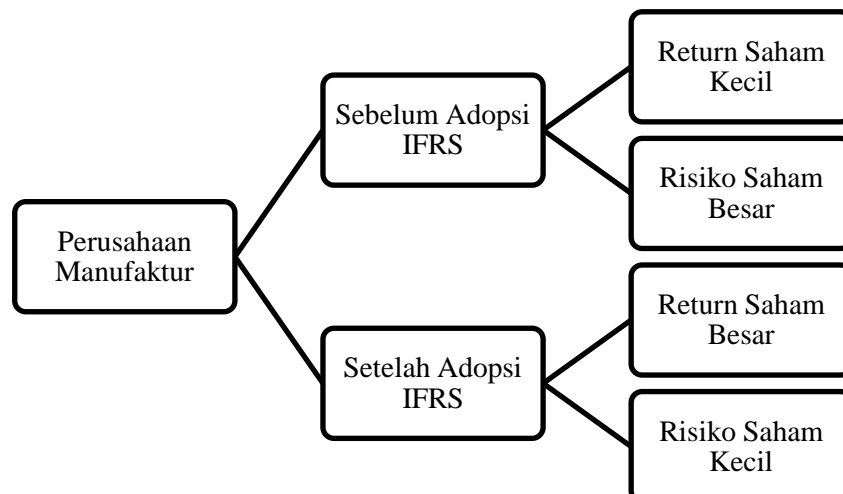 Perusahaan
Manufaktur
Sebelum Adopsi
IFRS
Return Saham
Kecil
Risiko Saham
Besar
Setelah Adopsi
IFRS
Return Saham
Besar
Risiko Saham
Kecil